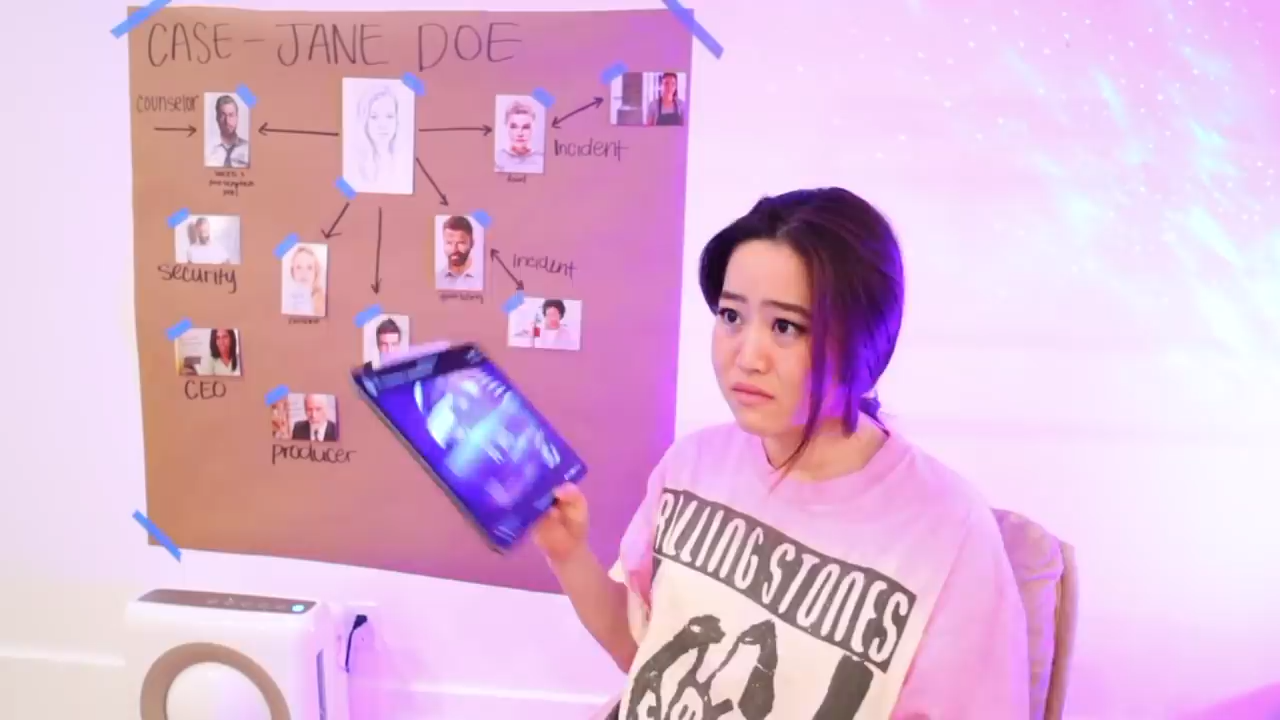 CASE - JANE DOE
counselor
Incident
Incident
security
CEO
producer
ROLLING STONES